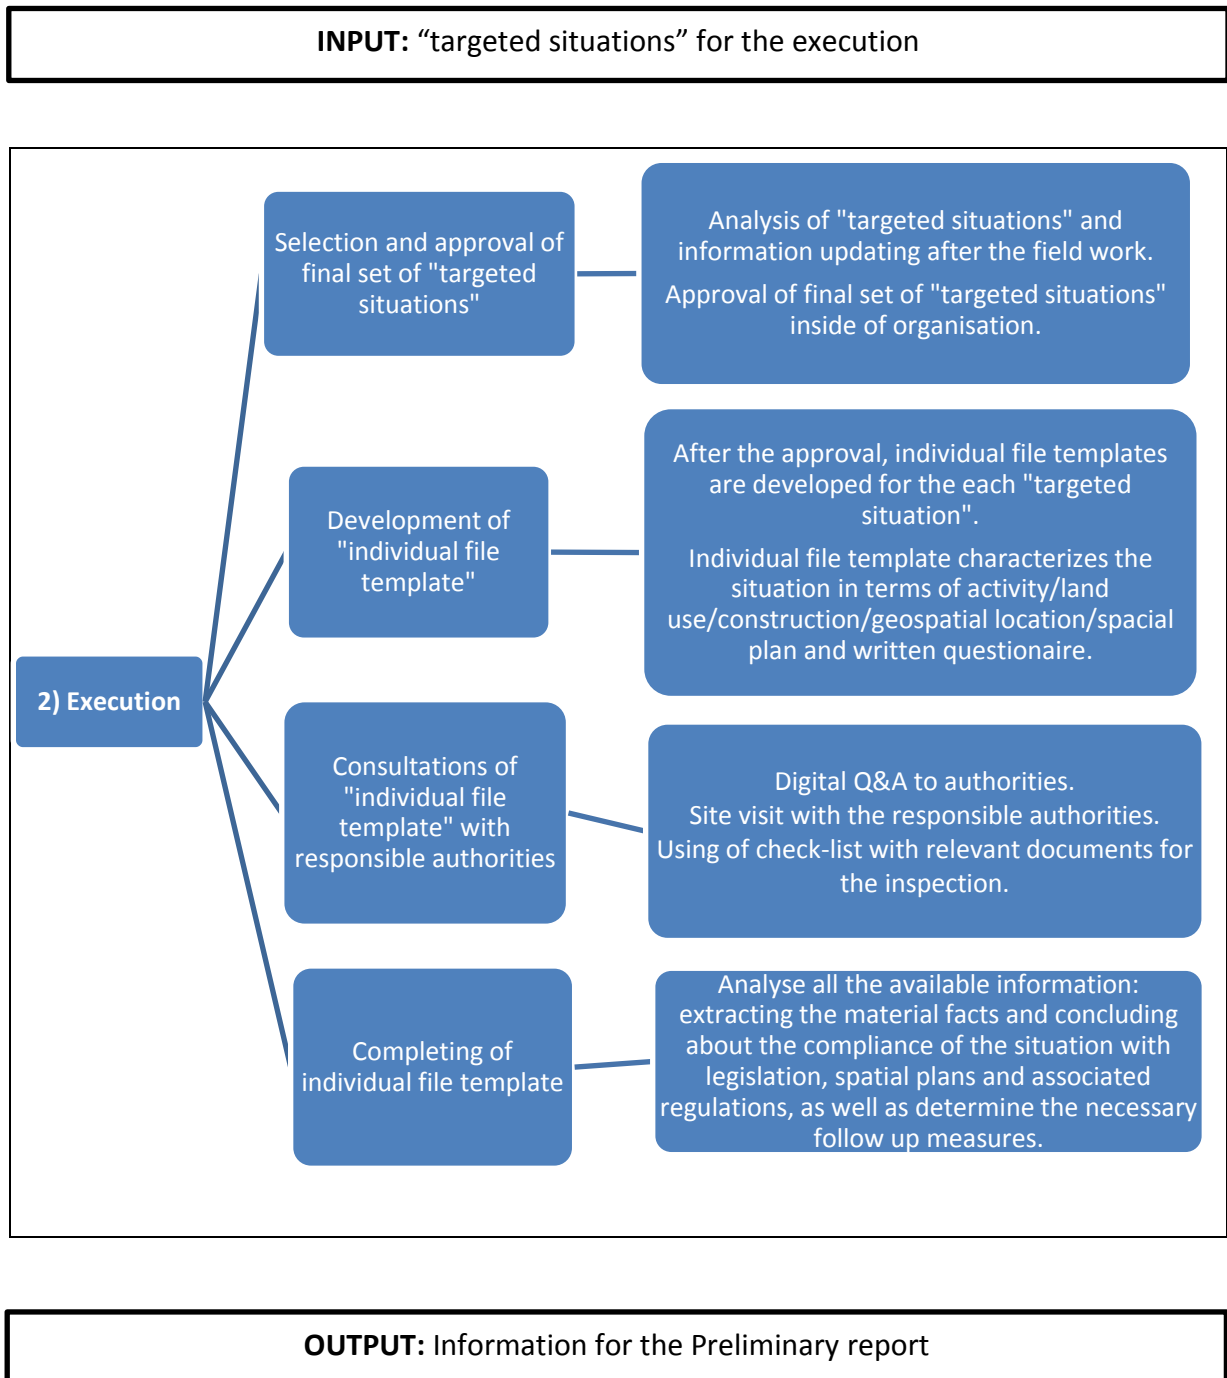 INPUT: “targeted situations” for the execution
Selection and approval of
final set of "targeted
situations"
Analysis of "targeted situations" and
information updating after the field work.
Approval of final set of "targeted situations"
inside of organisation.
Development of
"individual file
template"
After the approval, individual file templates
are developed for the each "targeted
situation".
Individual file template characterizes the
situation in terms of activity/land
use/construction/geospatial location/spacial
plan and written questionaire.
2) Execution
Consultations of
"individual file
template" with
responsible authorities
Digital Q&A to authorities.
Site visit with the responsible authorities.
Using of check-list with relevant documents for
the inspection.
Completing of
individual file template
Analyse all the available information:
extracting the material facts and concluding
about the compliance of the situation with
legislation, spatial plans and associated
regulations, as well as determine the necessary
follow up measures.
OUTPUT: Information for the Preliminary report